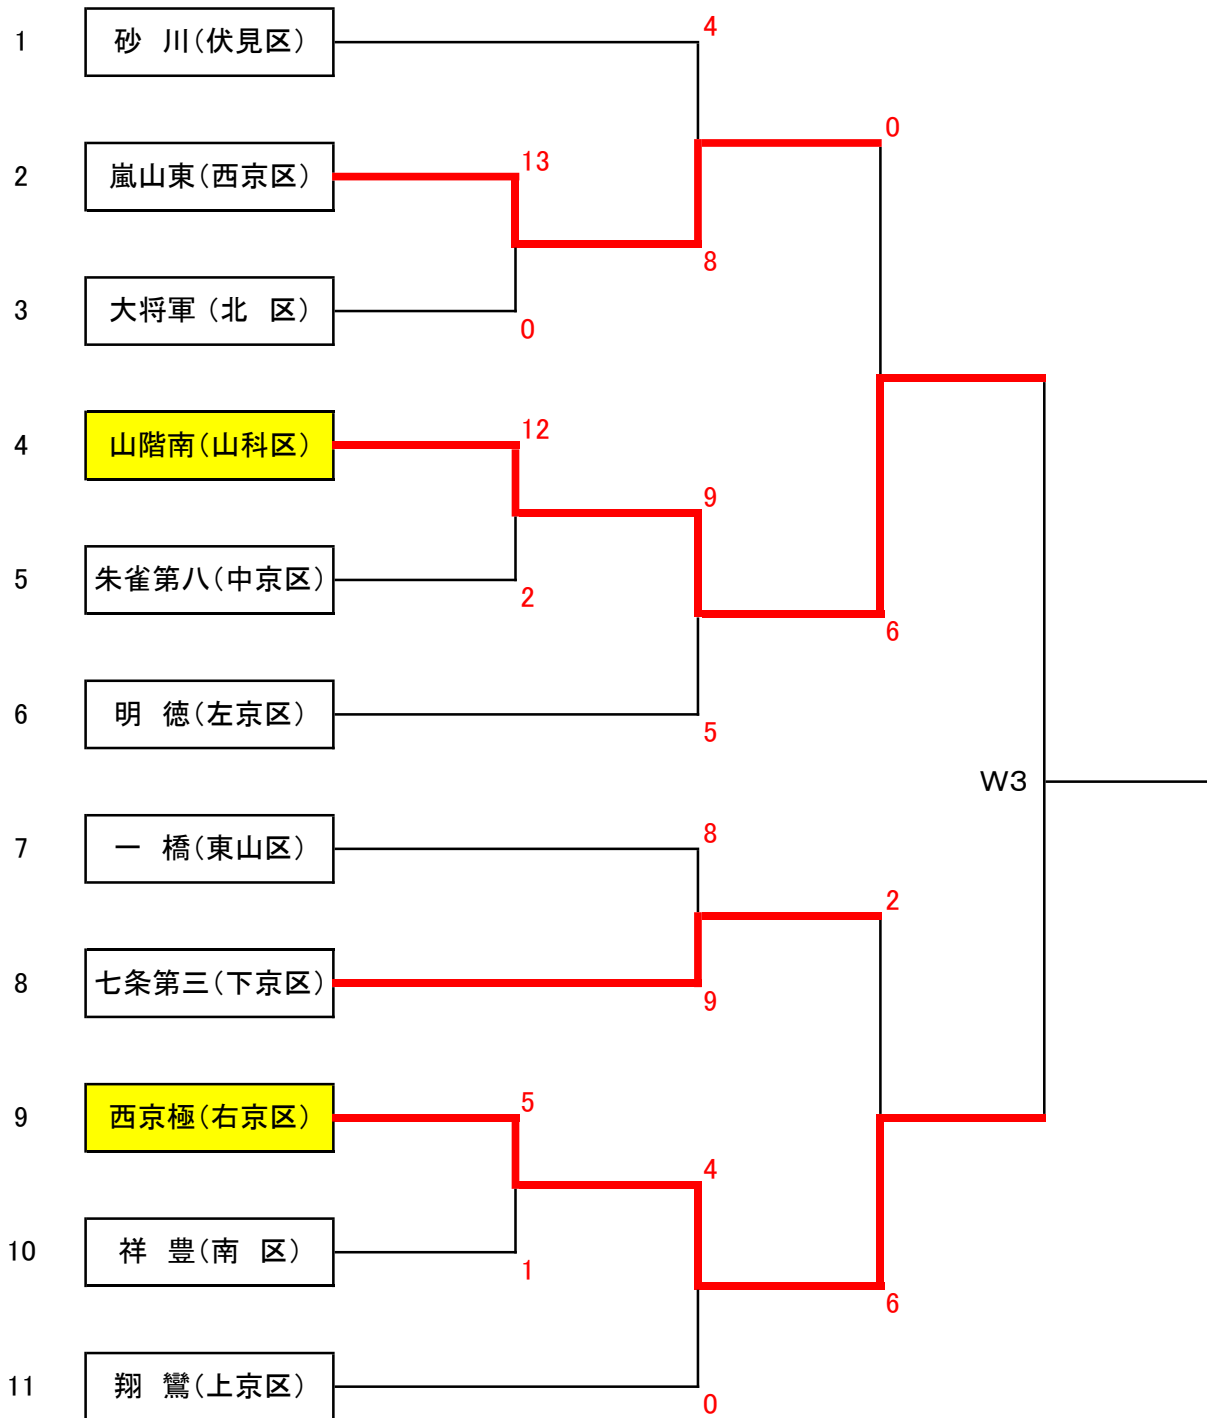 4
1 砂　川(伏見区)
0
13
2 嵐山東(西京区)
8
3 大将軍 (北　区)
0
12
4 山階南(山科区)
9
5 朱雀第八(中京区)
2
6
6 明　徳(左京区)
5
W3
8
7 一　橋(東山区)
2
8 七条第三(下京区)
9
5
9 西京極(右京区)
4
10 祥　豊(南　区)
1
6
11 翔　鸞(上京区)
0